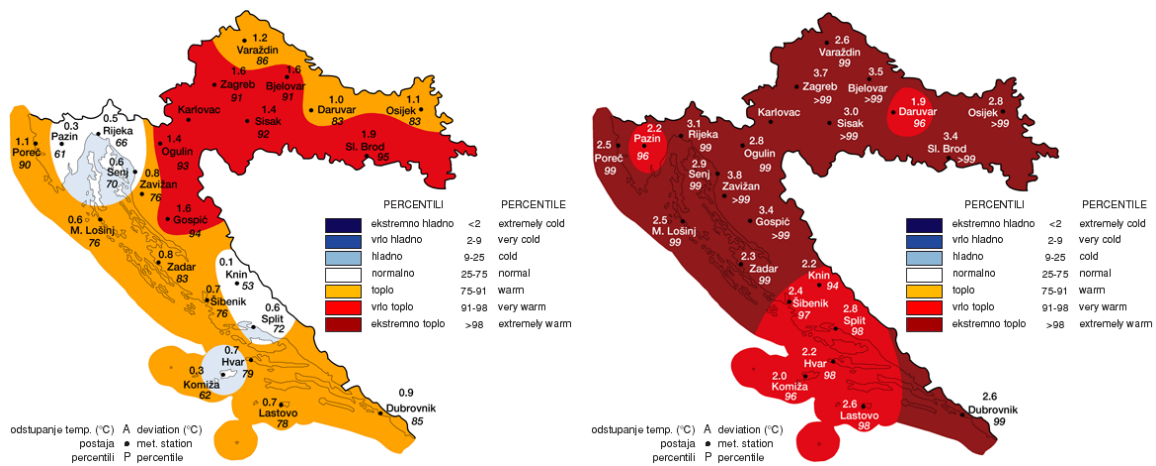 1.2
Varaždin
86
1.6
Zagreb
91
1.6
Bjelovar
91
Karlovac
1.4
Sisak
92
1.0
Daruvar
83
1.1
Osijek
83
1.9
Sl. Brod
95
1.1
Poreč
90
0.3
Pazin
61
0.5
Rijeka
66
1.4
Ogulin
93
0.6
Senj
70
0.8
Zavižan
76
1.6
Gospić
94
0.6
M. Lošinj
76
0.8
Zadar
83
0.1
Knin
53
0.7
Šibenik
76
0.6
Split
72
0.7
Hvar
79
0.3
Komiža
62
0.7
Lastovo
78
0.9
Dubrovnik
85
PERCENTILI PERCENTILE
ekstremno hladno <2 extremely cold
vrlo hladno 2-9 very cold
hladno 9-25 cold
normalno 25-75 normal
toplo 75-91 warm
vrlo toplo 91-98 very warm
ekstremno toplo >98 extremely warm
odstupanje temp. (°C) A deviation (°C)
postaja ● met. station
percentili P percentile
2.6
Varaždin
99
3.7
Zagreb
>99
3.5
Bjelovar
>99
Karlovac
3.0
Sisak
>99
1.9
Daruvar
96
2.8
Osijek
>99
3.4
Sl. Brod
>99
2.5
Poreč
99
2.2
Pazin
96
3.1
Rijeka
99
2.8
Ogulin
99
2.9
Senj
99
3.8
Zavižan
>99
3.4
Gospić
>99
2.5
M. Lošinj
99
2.3
Zadar
99
2.2
Knin
94
2.4
Šibenik
97
2.8
Split
98
2.2
Hvar
98
2.0
Komiža
96
2.6
Lastovo
98
2.6
Dubrovnik
99
PERCENTILI PERCENTILE
ekstremno hladno <2 extremely cold
vrlo hladno 2-9 very cold
hladno 9-25 cold
normalno 25-75 normal
toplo 75-91 warm
vrlo toplo 91-98 very warm
ekstremno toplo >98 extremely warm
odstupanje temp. (°C) A deviation (°C)
postaja ● met. station
percentili P percentile